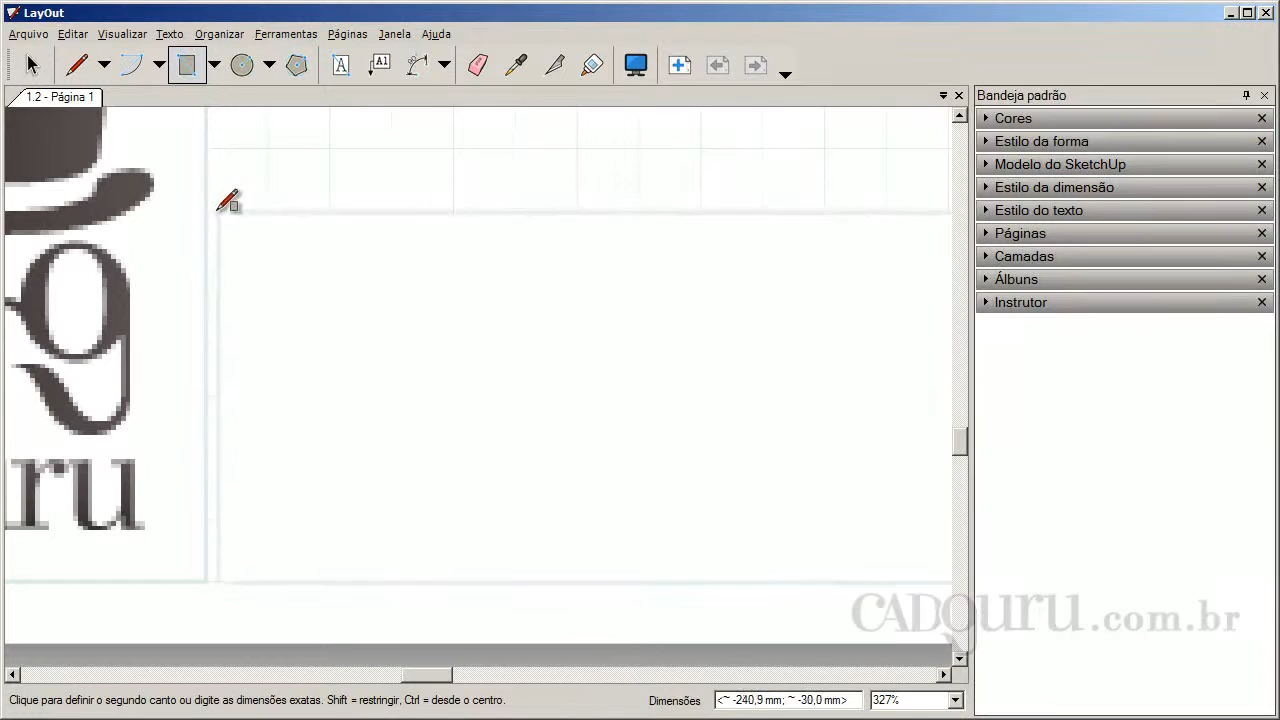 LayOut
Arquivo Editar Visualizar Texto Organizar Ferramentas Páginas Janela Ajuda
A A1
1.2 - Página 1
Bandeja padrão
Cores
Estilo da forma
Modelo do SketchUp
Estilo da dimensão
Estilo do texto
Páginas
Camadas
Álbuns
Instrutor
ru
CADGURU.com.br
Clique para definir o segundo canto ou digite as dimensões exatas. Shift = restringir, Ctrl = desde o centro. Dimensões <~ -240,9 mm; ~ -30,0 mm> 327%